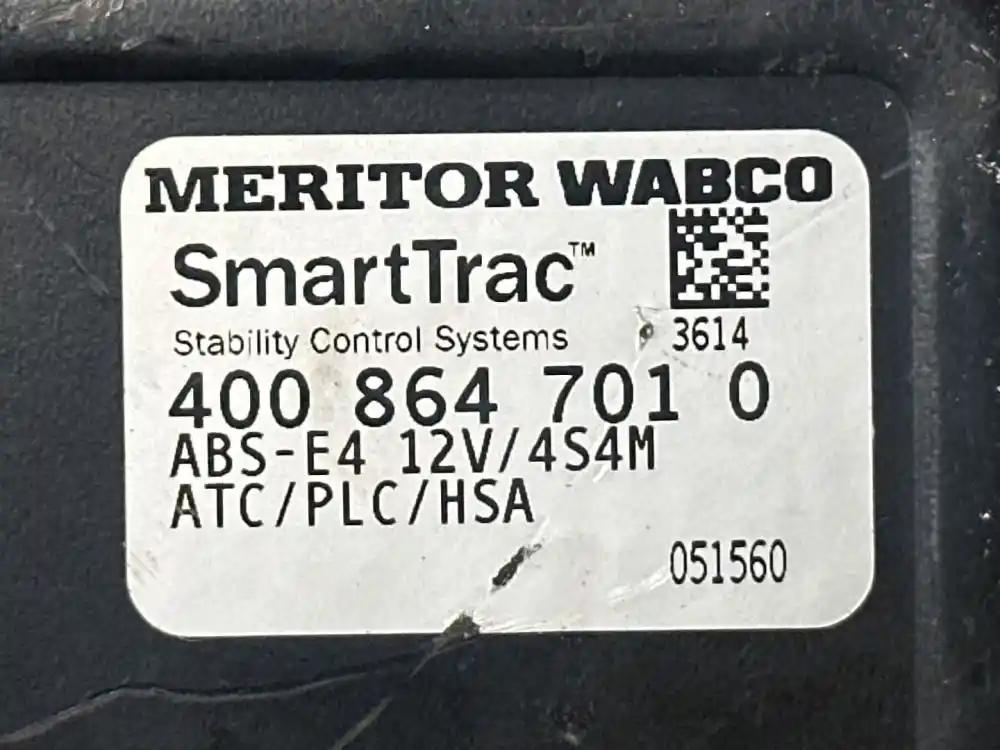 MERITOR WABCO
SmartTrac™
Stability Control Systems
3614
400 864 701 0
ABS-E4 12V/4S4M
ATC/PLC/HSA
051560